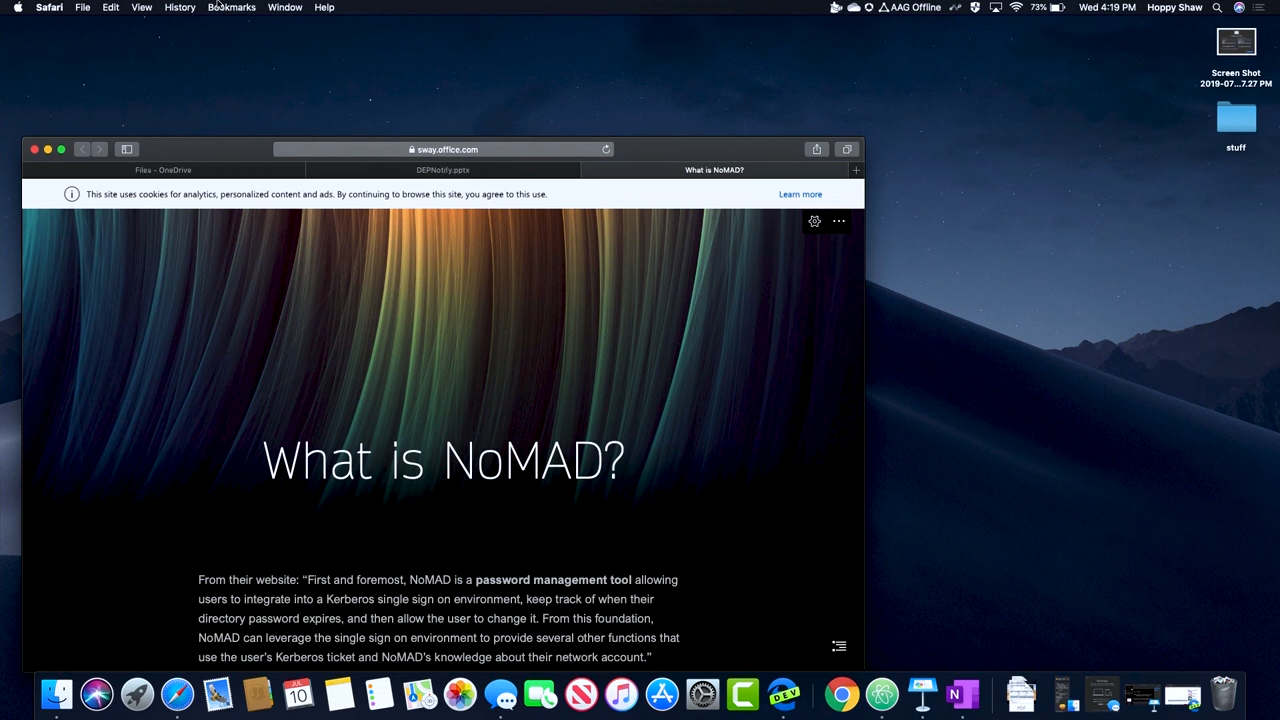 Safari File Edit View History Bookmarks Window Help
AAG Offline 73% Wed 4:19 PM Hoppy Shaw
Screen Shot
2019-07...7.27 PM
stuff
sway.office.com
Files - OneDrive DEPNotify.pptx What is NoMAD?
This site uses cookies for analytics, personalized content and ads. By continuing to browse this site, you agree to this use. Learn more
What is NoMAD?
From their website: “First and foremost, NoMAD is a password management tool allowing
users to integrate into a Kerberos single sign on environment, keep track of when their
directory password expires, and then allow the user to change it. From this foundation,
NoMAD can leverage the single sign on environment to provide several other functions that
use the user's Kerberos ticket and NoMAD's knowledge about their network account.”
JUL
10
DEV